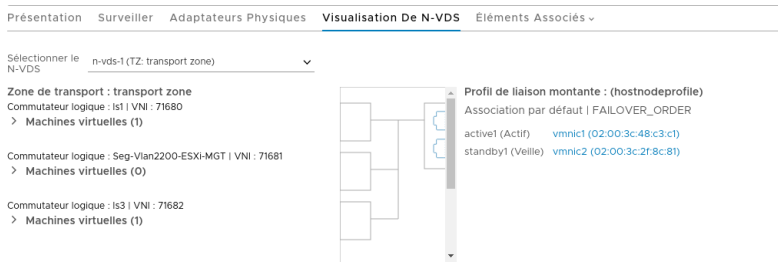 Présentation Surveiller Adaptateurs Physiques Visualisation De N-VDS Éléments Associés
Sélectionner le N-VDS
n-vds-1 (TZ: transport zone)
Zone de transport : transport zone
Commutateur logique : ls1 | VNI : 71680
Machines virtuelles (1)
Commutateur logique : Seg-Vlan2200-ESXi-MGT | VNI : 71681
Machines virtuelles (0)
Commutateur logique : ls3 | VNI : 71682
Machines virtuelles (1)
Profil de liaison montante : (hostnodeprofile)
Association par défaut | FAILOVER_ORDER
active1 (Actif) vmnic1 (02:00:3c:48:c3:c1)
standby1 (Veille) vmnic2 (02:00:3c:2f:8c:81)